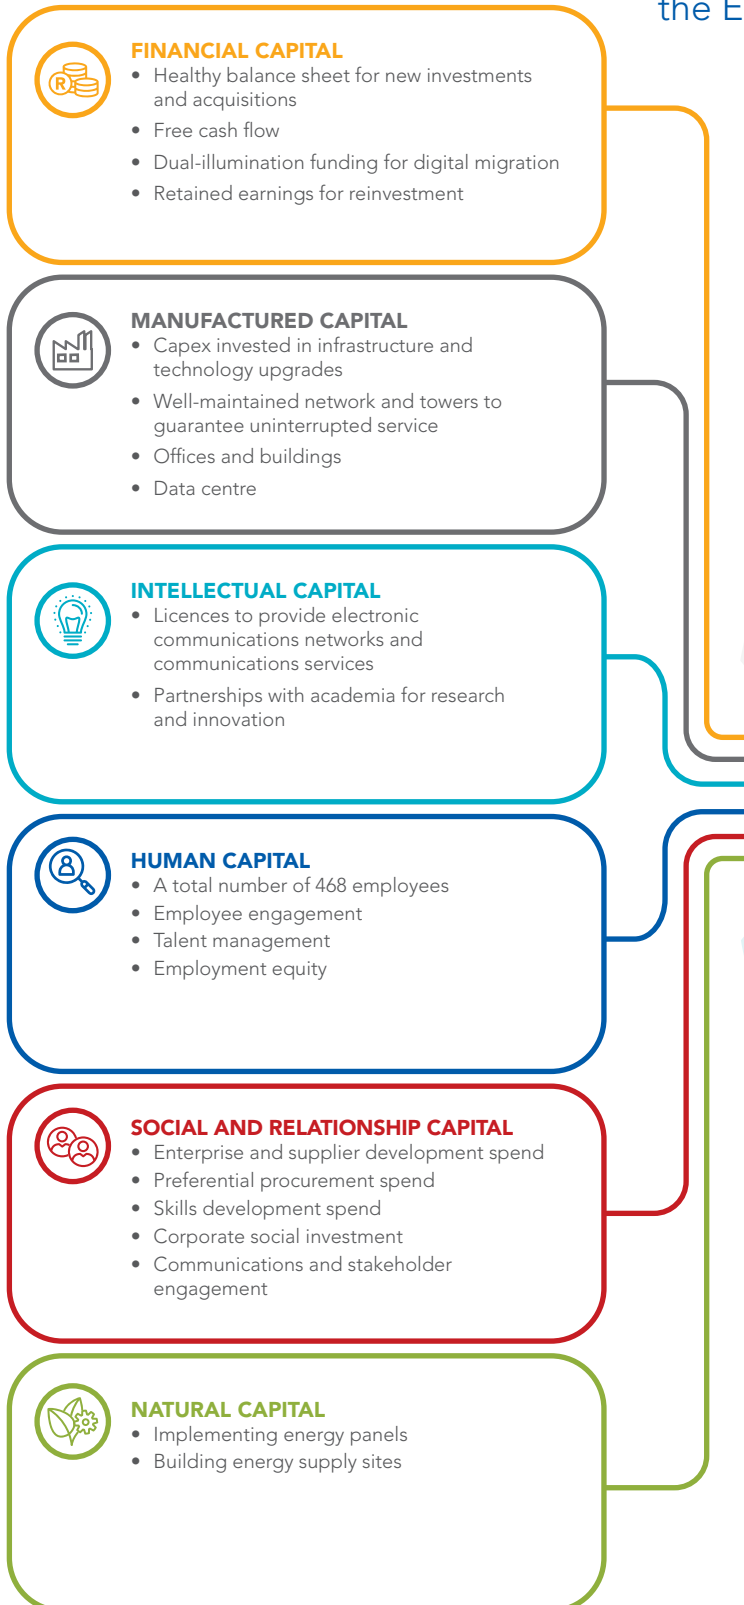 the E
FINANCIAL CAPITAL
• Healthy balance sheet for new investments
and acquisitions
• Free cash flow
• Dual-illumination funding for digital migration
• Retained earnings for reinvestment
MANUFACTURED CAPITAL
• Capex invested in infrastructure and
technology upgrades
• Well-maintained network and towers to
guarantee uninterrupted service
• Offices and buildings
• Data centre
INTELLECTUAL CAPITAL
• Licences to provide electronic
communications networks and
communications services
• Partnerships with academia for research
and innovation
HUMAN CAPITAL
• A total number of 468 employees
• Employee engagement
• Talent management
• Employment equity
SOCIAL AND RELATIONSHIP CAPITAL
• Enterprise and supplier development spend
• Preferential procurement spend
• Skills development spend
• Corporate social investment
• Communications and stakeholder
engagement
NATURAL CAPITAL
• Implementing energy panels
• Building energy supply sites